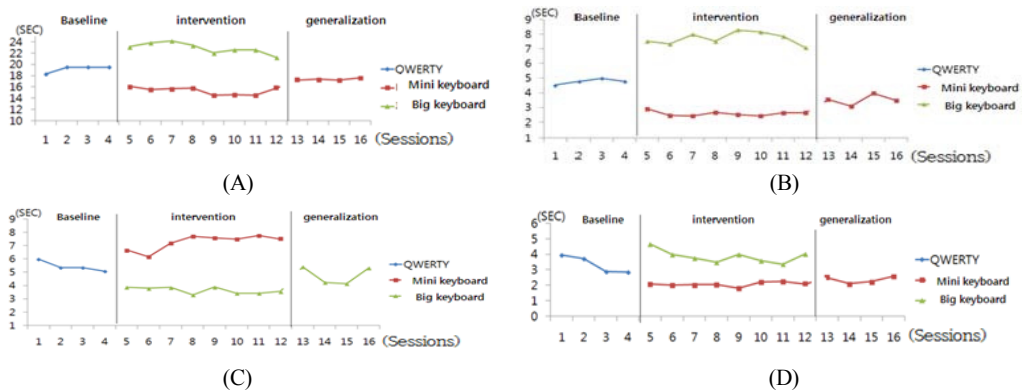 (SEC) Baseline intervention generalization
24
22
20
18
16
14
12
10
1 2 3 4 5 6 7 8 9 10 11 12 13 14 15 16 (Sessions)
QWERTY
Mini keyboard
Big keyboard
(A)
(SEC) Baseline intervention generalization
9
8
7
6
5
4
3
2
1
1 2 3 4 5 6 7 8 9 10 11 12 13 14 15 16 (Sessions)
QWERTY
Mini keyboard
Big keyboard
(B)
(SEC) Baseline intervention generalization
9
8
7
6
5
4
3
2
1
1 2 3 4 5 6 7 8 9 10 11 12 13 14 15 16 (Sessions)
QWERTY
Mini keyboard
Big keyboard
(C)
(SEC) Baseline intervention generalization
6
5
4
3
2
1
0
1 2 3 4 5 6 7 8 9 10 11 12 13 14 15 16 (Sessions)
QWERTY
Mini keyboard
Big keyboard
(D)